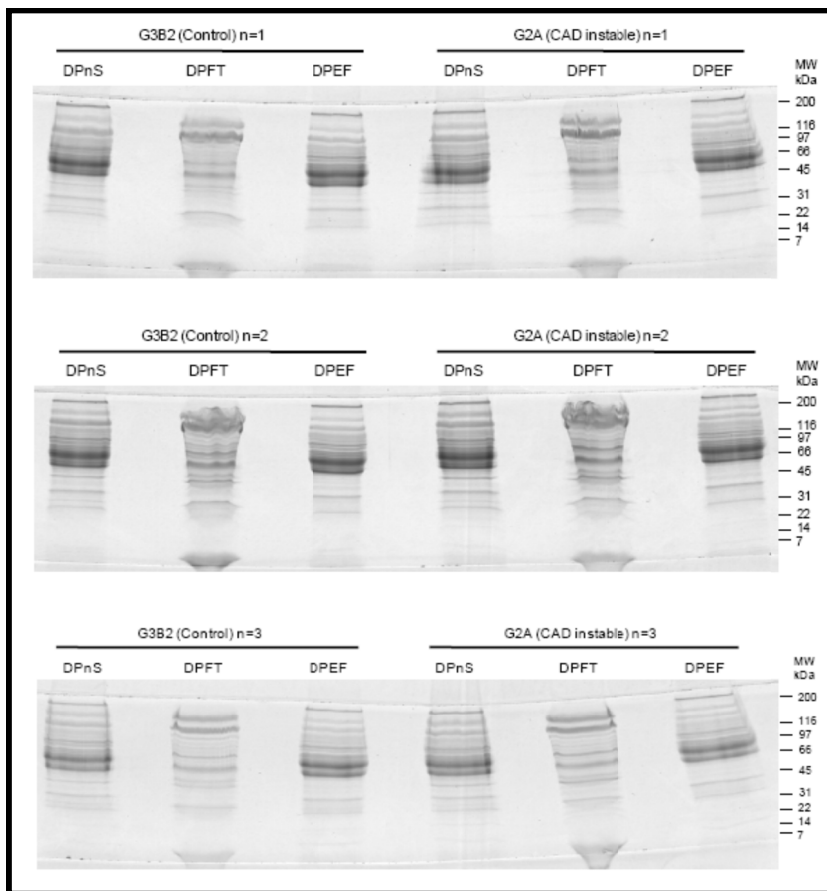 G3B2 (Control) n=1 G2A (CAD instable) n=1
DPnS DPFT DPEF DPnS DPFT DPEF
MW
kDa
200
116
97
66
45
31
22
14
7
G3B2 (Control) n=2 G2A (CAD instable) n=2
DPnS DPFT DPEF DPnS DPFT DPEF
MW
kDa
200
116
97
66
45
31
22
14
7
G3B2 (Control) n=3 G2A (CAD instable) n=3
DPnS DPFT DPEF DPnS DPFT DPEF
MW
kDa
200
116
97
66
45
31
22
14
7